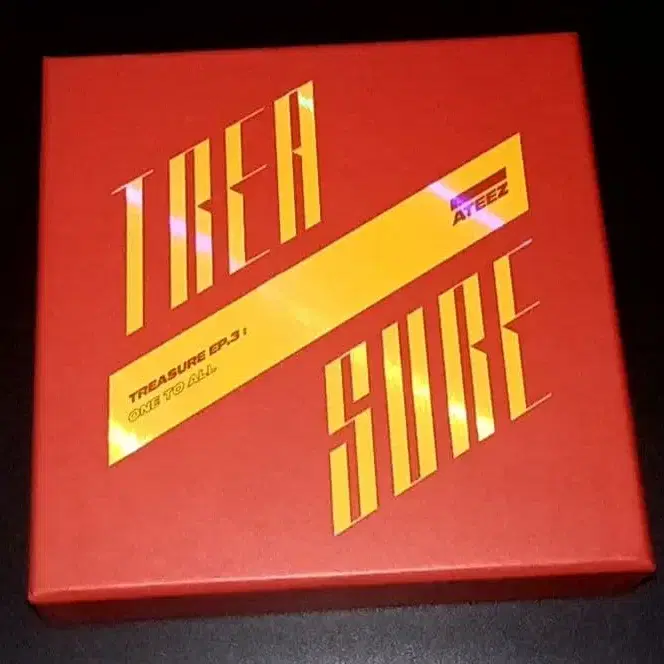 TREA
ATEEZ
TREASURE EP.3 :
ONE TO ALL
SURE